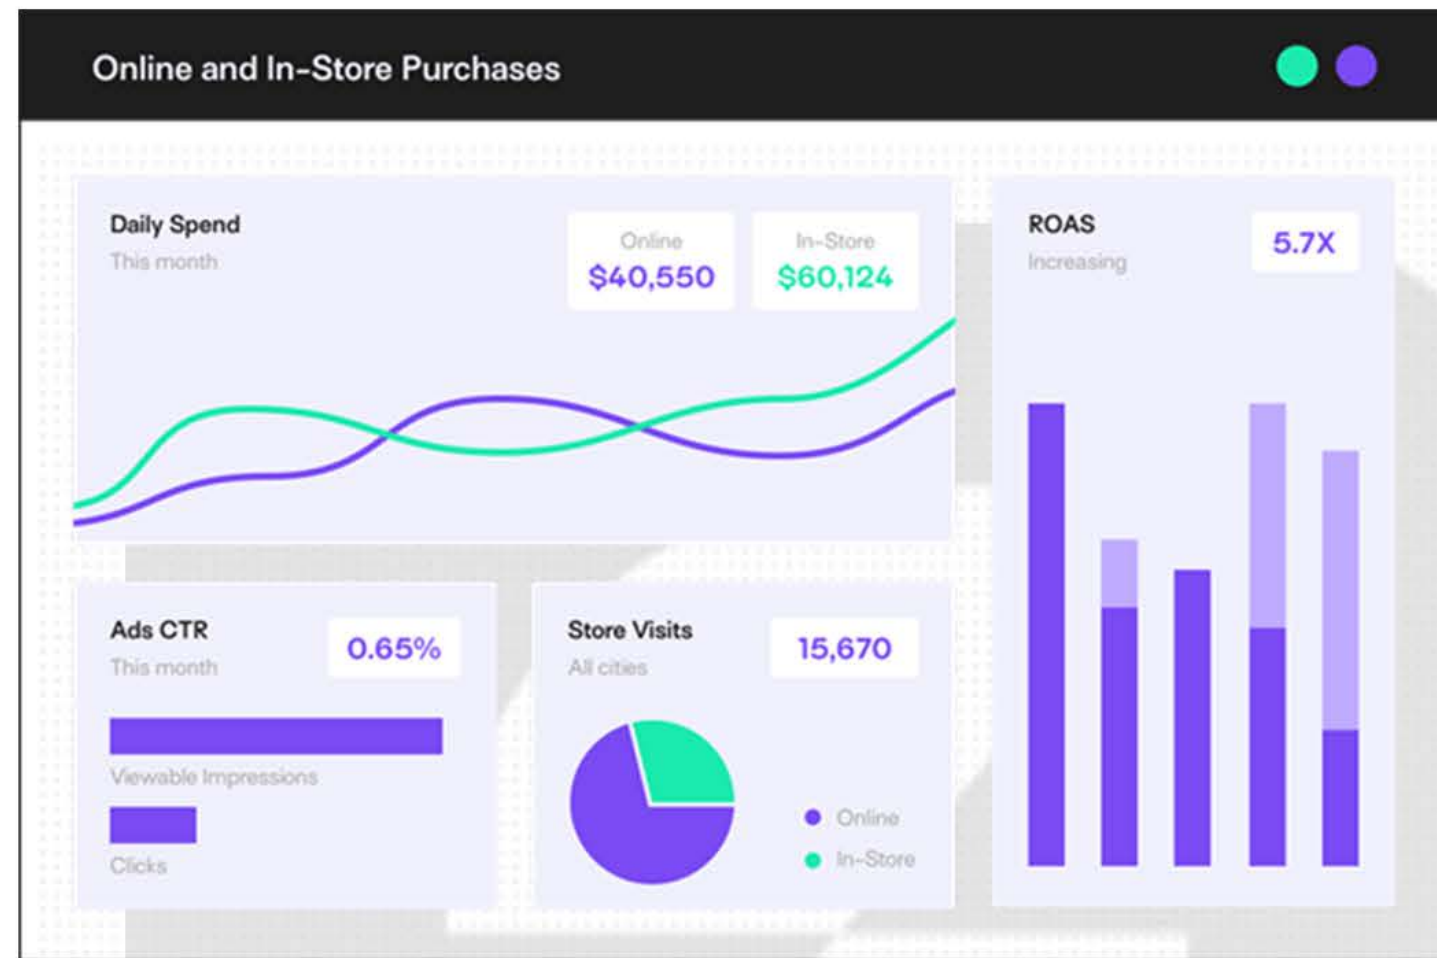 Online and In-Store Purchases
Daily Spend
This month
Online
$40,550
In-Store
$60,124
ROAS
Increasing
5.7X
Ads CTR
This month
0.65%
Viewable Impressions
Clicks
Store Visits
All cities
15,670
Online
In-Store